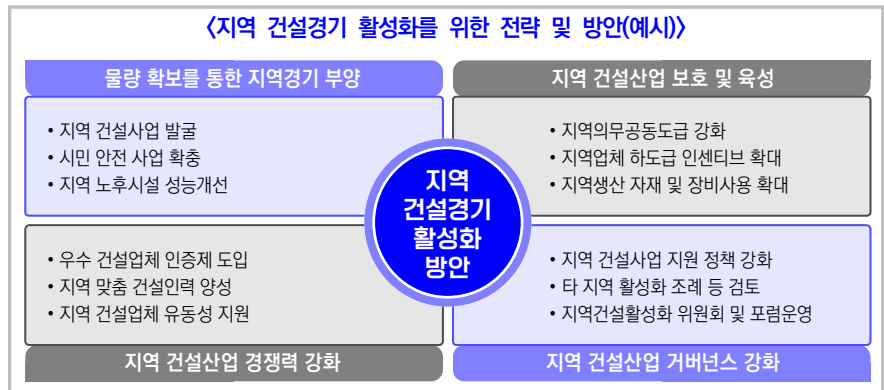 〈지역 건설경기 활성화를 위한 전략 및 방안(예시)〉
물량 확보를 통한 지역경기 부양
• 지역 건설사업 발굴
• 시민 안전 사업 확충
• 지역 노후시설 성능개선
지역 건설산업 보호 및 육성
• 지역의무공동도급 강화
• 지역업체 하도급 인센티브 확대
• 지역생산 자재 및 장비사용 확대
지역
건설경기
활성화
방안
• 우수 건설업체 인증제 도입
• 지역 맞춤 건설인력 양성
• 지역 건설업체 유동성 지원
지역 건설산업 경쟁력 강화
• 지역 건설사업 지원 정책 강화
• 타 지역 활성화 조례 등 검토
• 지역건설활성화 위원회 및 포럼운영
지역 건설산업 거버넌스 강화